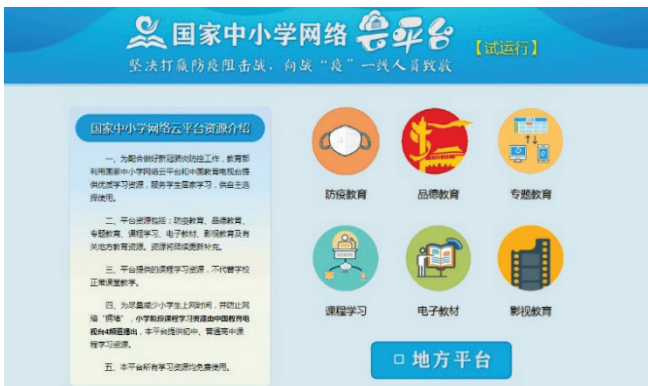 国家中小学网络云平台
【试运行】
坚决打赢防疫阻击战，向战“疫”一线人员致敬
国家中小学网络云平台资源介绍
一、为配合做好新冠肺炎防控工作，教育部
利用国家中小学网络云平台和中国教育电视台提
供优质学习资源，服务学生居家学习，供自主选
择使用。
二、平台资源包括：防疫教育、品德教育、
专题教育、课程学习、电子教材、影视教育及有
关地方教育资源。资源将陆续更新补充。
三、平台提供的课程学习资源，不代替学校
正常课堂教学。
四、为尽量减少小学生上网时间，并防止网
络“拥堵”，小学阶段课程学习资源由中国教育电
视台4频道播出，本平台提供初中、普通高中课
程学习资源。
五、本平台所有学习资源均免费使用。
防疫教育
品德教育
专题教育
课程学习
电子教材
影视教育
地方平台